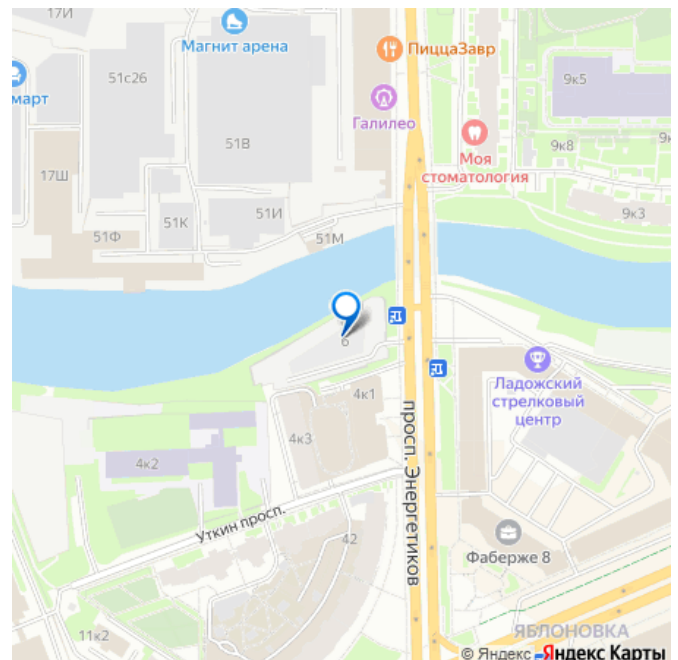 17И
Магнит арена
ПиццаЗавр
51с26
март
Галилео
9к5
51В
Моя
стоматология
9к8
17Ш
9к3
51К
51И
51Ф
51М
6
Ладожский
стрелковый
центр
4к1
просп. Энергетиков
4к3
4к2
Уткин просп.
42
Фаберже 8
11к2
ЯБЛОНОВКА
© Яндекс
Яндекс Карты